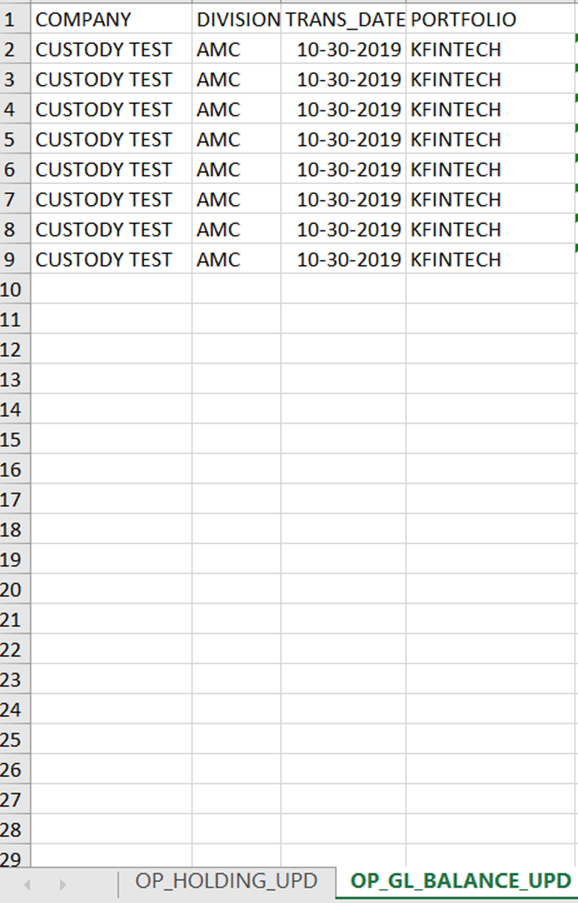 1 COMPANY DIVISION TRANS_DATE PORTFOLIO
2 CUSTODY TEST AMC 10-30-2019 KFINTECH
3 CUSTODY TEST AMC 10-30-2019 KFINTECH
4 CUSTODY TEST AMC 10-30-2019 KFINTECH
5 CUSTODY TEST AMC 10-30-2019 KFINTECH
6 CUSTODY TEST AMC 10-30-2019 KFINTECH
7 CUSTODY TEST AMC 10-30-2019 KFINTECH
8 CUSTODY TEST AMC 10-30-2019 KFINTECH
9 CUSTODY TEST AMC 10-30-2019 KFINTECH
10
11
12
13
14
15
16
17
18
19
20
21
22
23
24
25
26
27
28
29
OP_HOLDING_UPD OP_GL_BALANCE_UPD